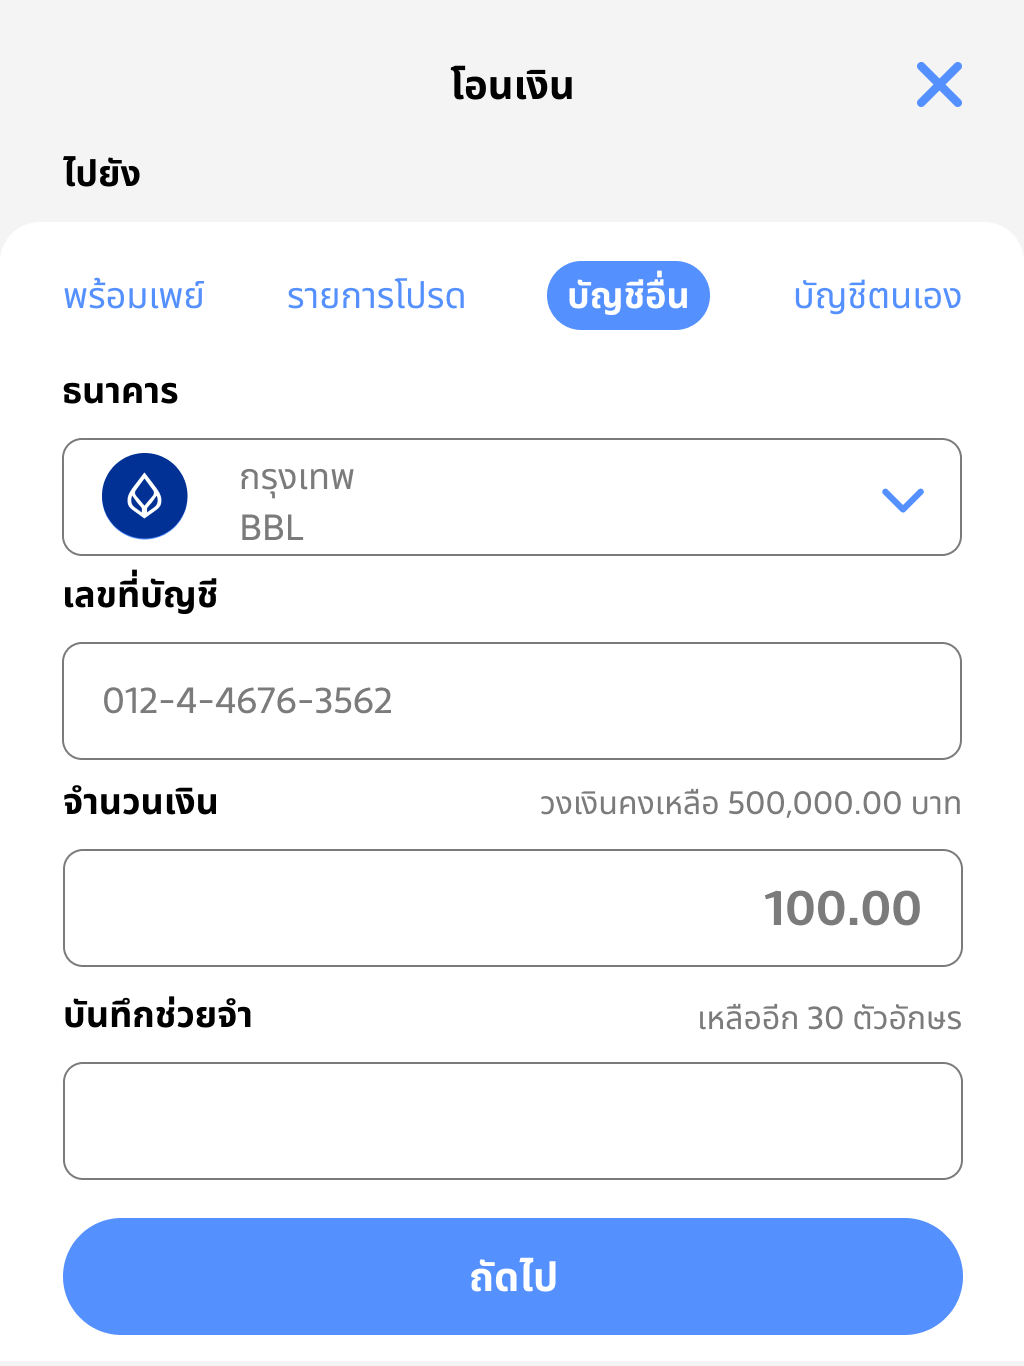 โอนเงิน
ไปยัง
พร้อมเพย์ รายการโปรด บัญชีอื่น บัญชีตนเอง
ธนาคาร
กรุงเทพ
BBL
เลขที่บัญชี
012-4-4676-3562
จำนวนเงิน วงเงินคงเหลือ 500,000.00 บาท
100.00
บันทึกช่วยจำ เหลืออีก 30 ตัวอักษร
ถัดไป